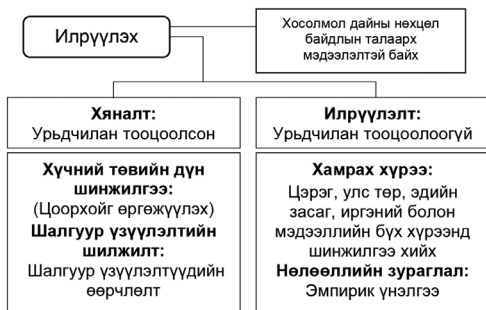 Илрүүлэх
Хосолмол дайны нөхцөл
байдлын талаарх
мэдээлэлтэй байх
Хяналт:
Урьдчилан тооцоолсон
Илрүүлэлт:
Урьдчилан тооцоолоогүй
Хүчний төвийн дүн
шинжилгээ:
(Цоорхойг өргөжүүлэх)
Шалгуур үзүүлэлтийн
шилжилт:
Шалгуур үзүүлэлтүүдийн
өөрчлөлт
Хамрах хүрээ:
Цэрэг, улс төр, эдийн
засаг, иргэний болон
мэдээллийн бүх хүрээнд
шинжилгээ хийх
Нөлөөллийн зураглал:
Эмпирик үнэлгээ